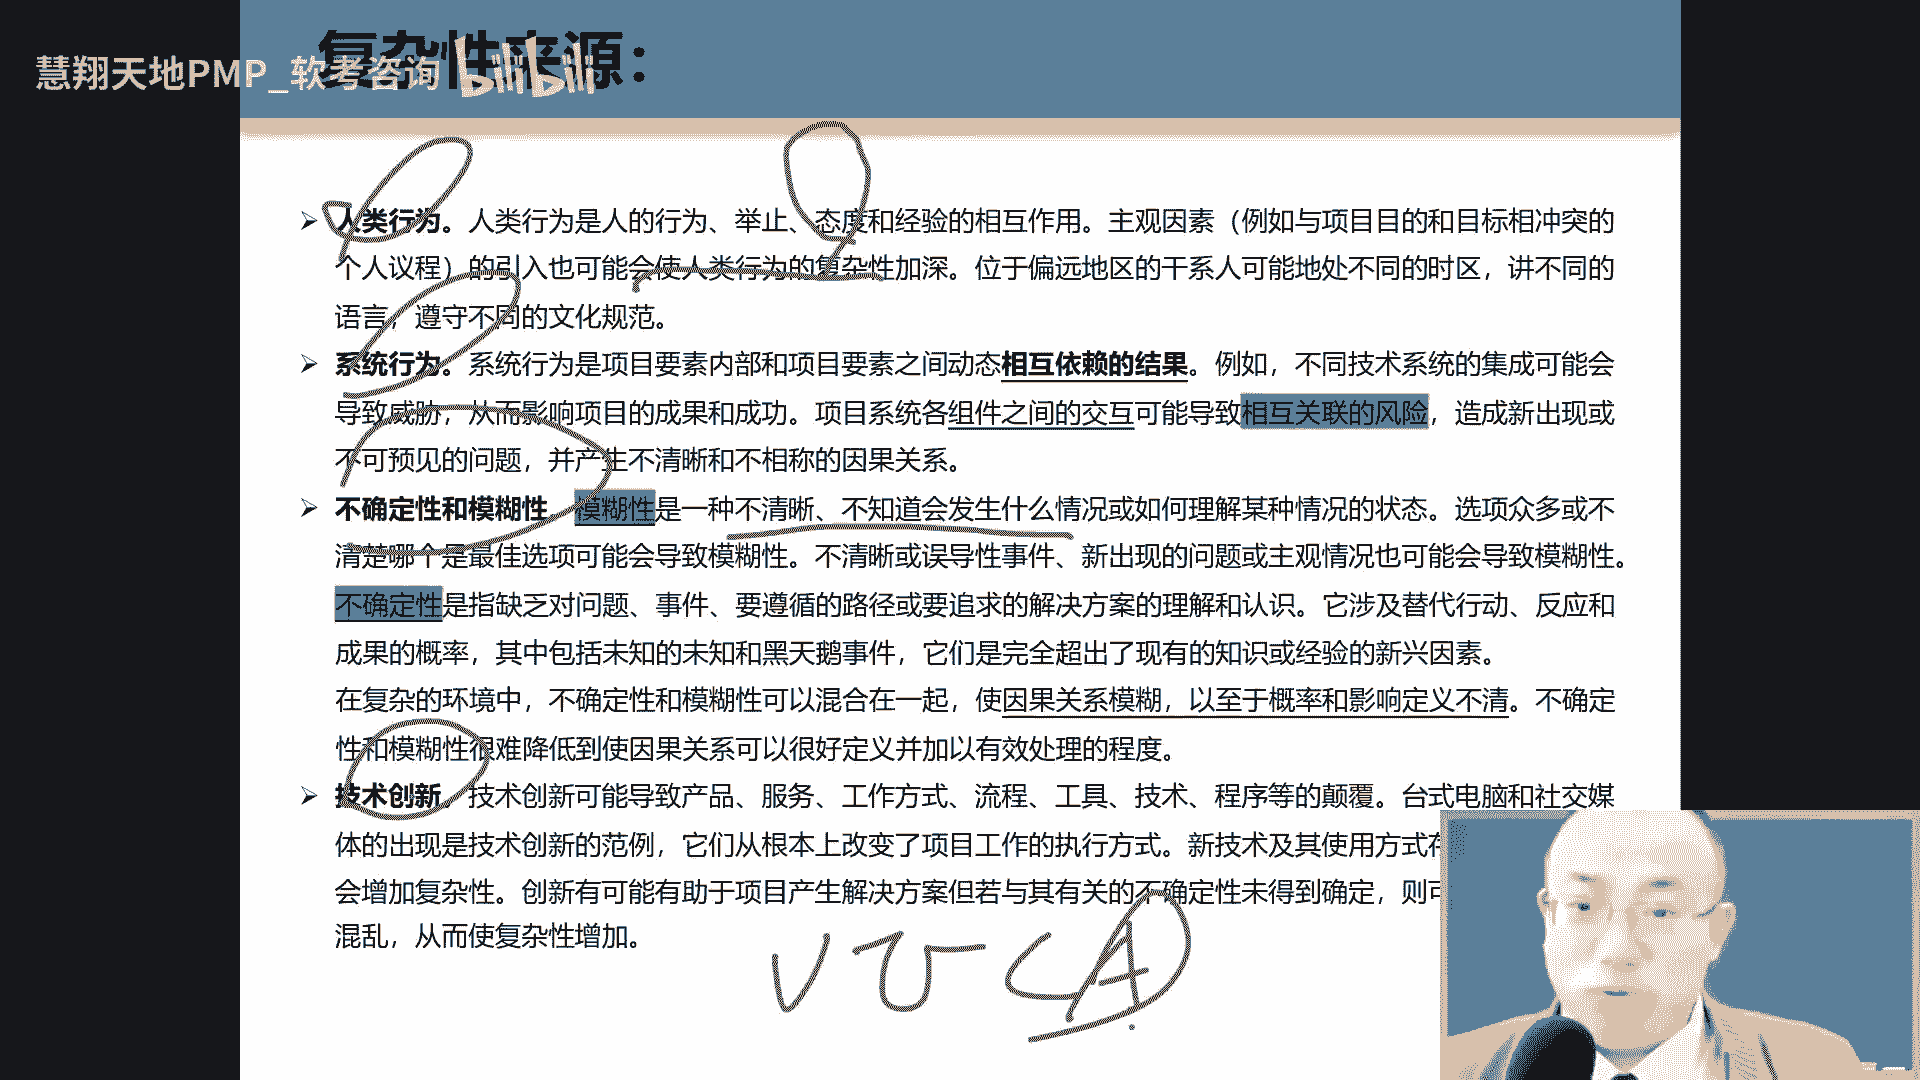 复杂性来源：
慧翔天地PMP_软考咨询 bilibili
人类行为。人类行为是人的行为、举止、态度和经验的相互作用。主观因素（例如与项目目的和目标相冲突的
个人议程）的引入也可能会使人类行为的复杂性加深。位于偏远地区的干系人可能地处不同的时区，讲不同的
语言，遵守不同的文化规范。
系统行为。系统行为是项目要素内部和项目要素之间动态相互依赖的结果。例如，不同技术系统的集成可能会
导致威胁，从而影响项目的成果和成功。项目系统各组件之间的交互可能导致相互关联的风险，造成新出现或
不可预见的问题，并产生不清晰和不相称的因果关系。
不确定性和模糊性。模糊性是一种不清晰、不知道会发生什么情况或如何理解某种情况的状态。选项众多或不
清楚哪个是最佳选项可能会导致模糊性。不清晰或误导性事件、新出现的问题或主观情况也可能会导致模糊性。
不确定性是指缺乏对问题、事件、要遵循的路径或要追求的解决方案的理解和认识。它涉及替代行动、反应和
成果的概率，其中包括未知的未知和黑天鹅事件，它们是完全超出了现有的知识或经验的新兴因素。
在复杂的环境中，不确定性和模糊性可以混合在一起，使因果关系模糊，以至于概率和影响定义不清。不确定
性和模糊性很难降低到使因果关系可以很好定义并加以有效处理的程度。
技术创新。技术创新可能导致产品、服务、工作方式、流程、工具、技术、程序等的颠覆。台式电脑和社交媒
体的出现是技术创新的范例，它们从根本上改变了项目工作的执行方式。新技术及其使用方式存
会增加复杂性。创新有可能有助于项目产生解决方案但若与其有关的不确定性未得到确定，则可
混乱，从而使复杂性增加。
VUCA